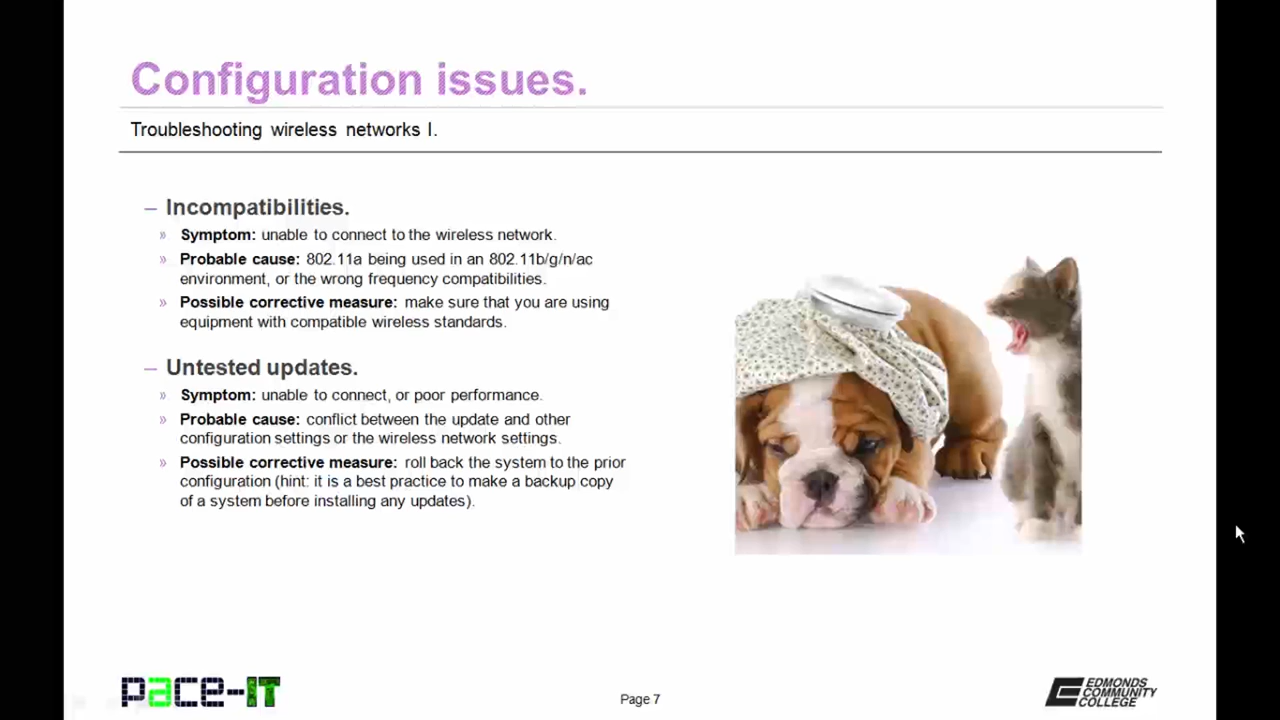 Configuration issues.
Troubleshooting wireless networks I.
– Incompatibilities.
» Symptom: unable to connect to the wireless network.
» Probable cause: 802.11a being used in an 802.11b/g/n/ac
environment, or the wrong frequency compatibilities.
» Possible corrective measure: make sure that you are using
equipment with compatible wireless standards.
– Untested updates.
» Symptom: unable to connect, or poor performance.
» Probable cause: conflict between the update and other
configuration settings or the wireless network settings.
» Possible corrective measure: roll back the system to the prior
configuration (hint: it is a best practice to make a backup copy
of a system before installing any updates).
pace-IT
Page 7
EDMONDS
COMMUNITY
COLLEGE